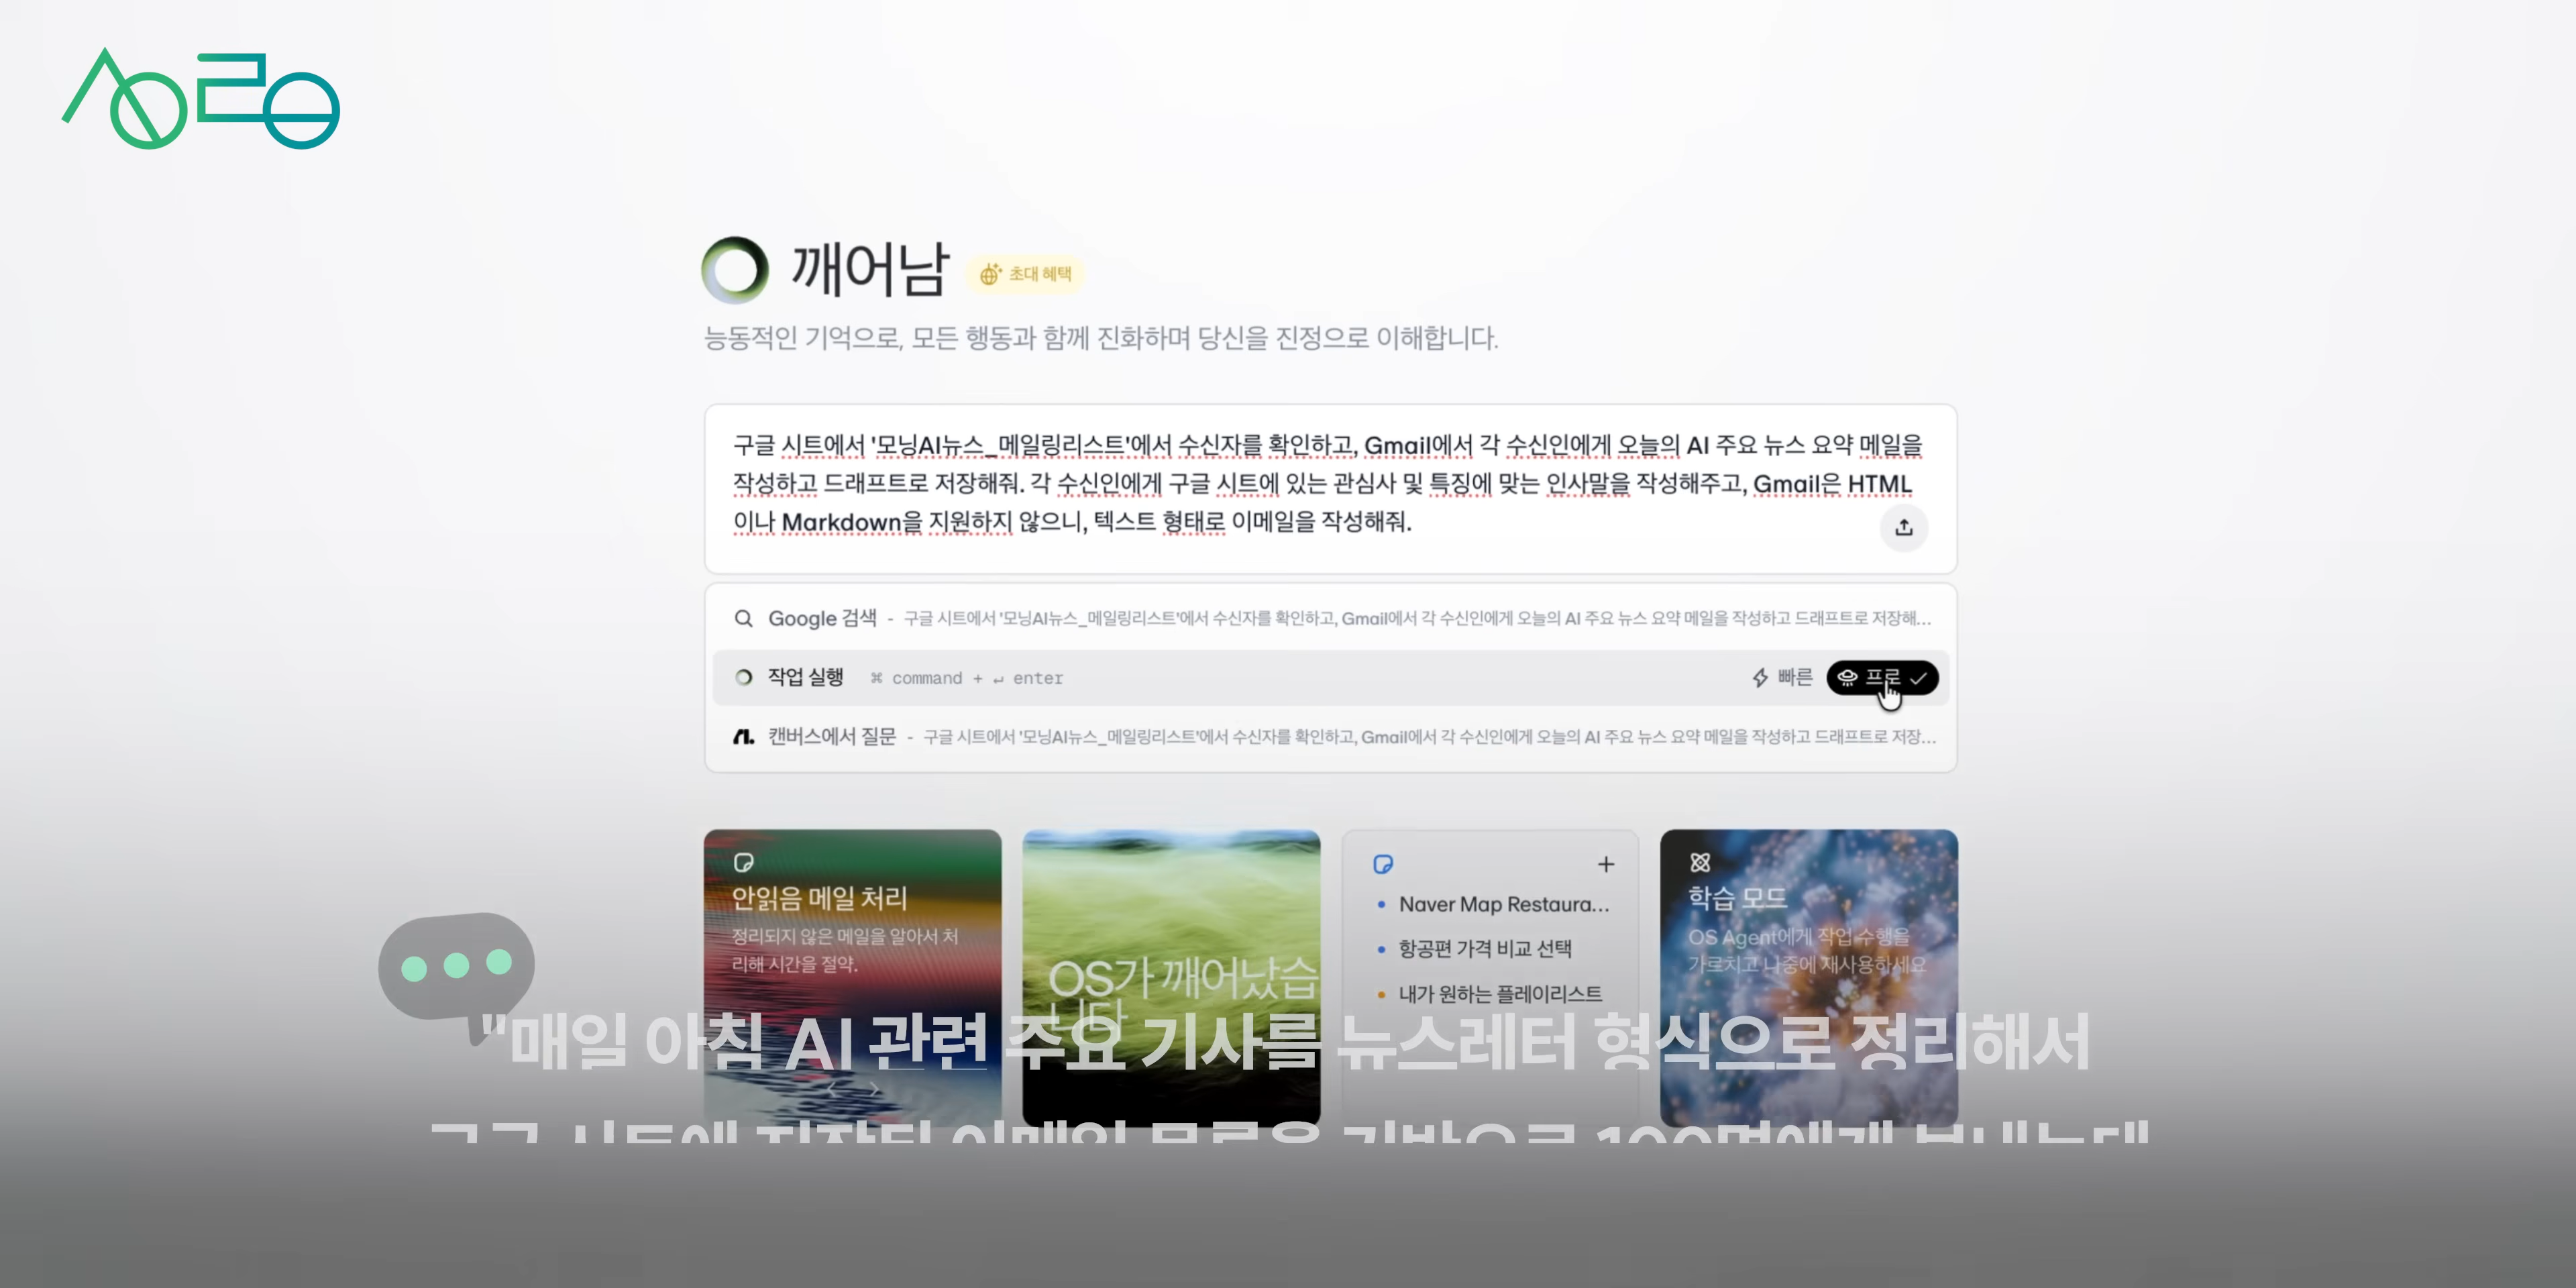 깨어남
초대 혜택
능동적인 기억으로, 모든 행동과 함께 진화하며 당신을 진정으로 이해합니다.
구글 시트에서 '모닝AI뉴스_메일링리스트'에서 수신자를 확인하고, Gmail에서 각 수신인에게 오늘의 AI 주요 뉴스 요약 메일을
작성하고 드래프트로 저장해줘. 각 수신인에게 구글 시트에 있는 관심사 및 특징에 맞는 인사말을 작성해주고, Gmail은 HTML
이나 Markdown을 지원하지 않으니, 텍스트 형태로 이메일을 작성해줘.
Google 검색 - 구글 시트에서 '모닝AI뉴스_메일링리스트'에서 수신자를 확인하고, Gmail에서 각 수신인에게 오늘의 AI 주요 뉴스 요약 메일을 작성하고 드래프트로 저장해...
작업 실행 ⌘ command + ↵ enter 빠른 프로
캔버스에서 질문 - 구글 시트에서 '모닝AI뉴스_메일링리스트'에서 수신자를 확인하고, Gmail에서 각 수신인에게 오늘의 AI 주요 뉴스 요약 메일을 작성하고 드래프트로 저장...
안읽음 메일 처리
정리되지 않은 메일을 알아서 처
리해 시간을 절약.
OS가 깨어났습
니다
Naver Map Restaura...
항공편 가격 비교 선택
내가 원하는 플레이리스트
학습 모드
OS Agent에게 작업 수행을
가르치고 나중에 재사용하세요
"매일 아침 AI 관련 주요 기사를 뉴스레터 형식으로 정리해서